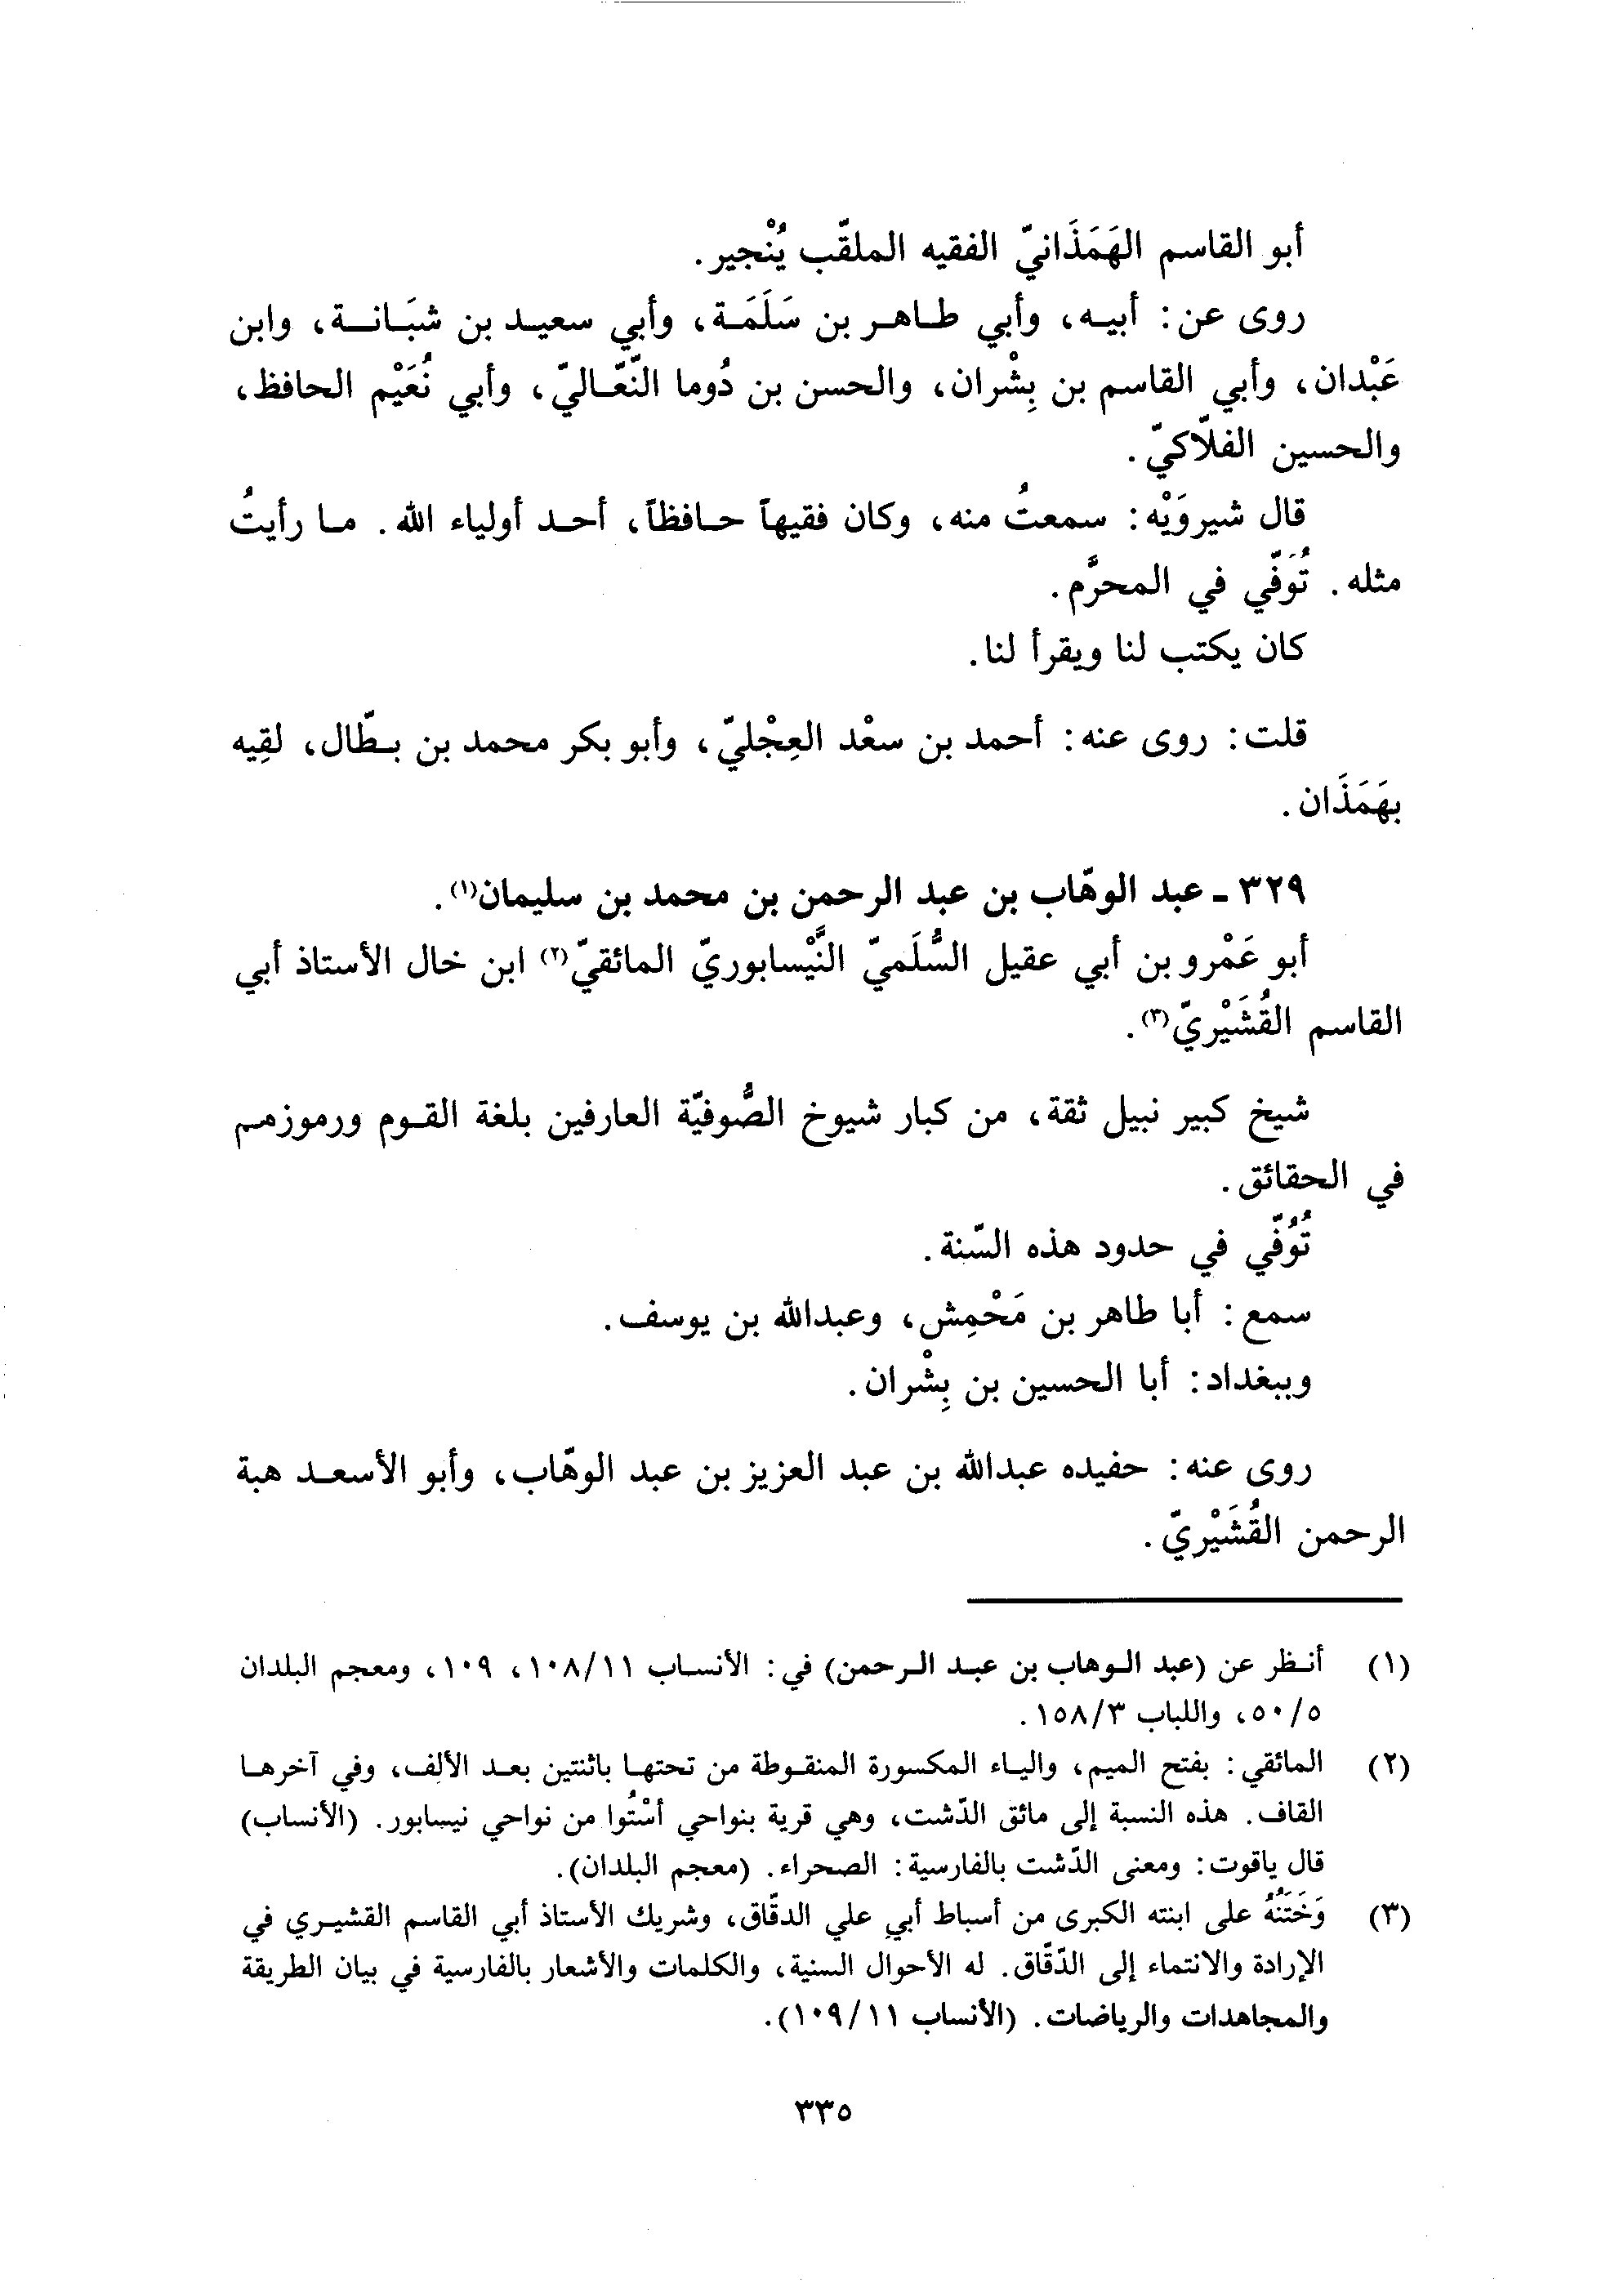 أبو القاسم الهَمَذَانيّ الفقيه الملقّب يُنْجير.
روى عن: أبيه، وأبي طاهر بن سَلَمَة، وأبي سعيد بن شبَانة، وابن
عَبْدان، وأبي القاسم بن بِشْران، والحسن بن دُوما النّعّاليّ، وأبي نُعَيْم الحافظ،
والحسين الفلّاكيّ.
قال شيروَيْه: سمعتُ منه، وكان فقيهاً حافظاً، أحد أولياء الله. ما رأيتُ
مثله. تُوَفّي في المحرَّم.
كان يكتب لنا ويقرأ لنا.
قلت: روى عنه: أحمد بن سعْد العِجْليّ، وأبو بكر محمد بن بطّال، لقِيه
بهَمَذَان.
٣٢٩ ـ عبد الوهّاب بن عبد الرحمن بن محمد بن سليمان(١).
أبو عَمْرو بن أبي عقيل السُّلَميّ النَّيْسابوريّ المائقيّ(٢) ابن خال الأستاذ أبي
القاسم القُشَيْريّ(٣).
شيخ كبير نبيل ثقة، من كبار شيوخ الصُّوفيّة العارفين بلغة القوم ورموزهم
في الحقائق.
تُوُفّي في حدود هذه السّنة.
سمع: أبا طاهر بن مَحْمِش، وعبدالله بن يوسف.
وببغداد: أبا الحسين بن بِشْران.
روى عنه: حفيده عبدالله بن عبد العزيز بن عبد الوهّاب، وأبو الأسعد هبة
الرحمن القُشَيْريّ.
(١) أنظر عن (عبد الوهاب بن عبد الرحمن) في: الأنساب ١٠٨/١١، ١٠٩، ومعجم البلدان
٥٠/٥، واللباب ١٥٨/٣.
(٢) المائقي: بفتح الميم، والياء المكسورة المنقوطة من تحتها باثنتين بعد الألف، وفي آخرها
القاف. هذه النسبة إلى مائق الدّشت، وهي قرية بنواحي أسْتُوا من نواحي نيسابور. (الأنساب)
قال ياقوت: ومعنى الدّشت بالفارسية: الصحراء. (معجم البلدان).
(٣) وَخَتَنُهُ على ابنته الكبرى من أسباط أبي علي الدقّاق، وشريك الأستاذ أبي القاسم القشيري في
الإرادة والانتماء إلى الدّقّاق. له الأحوال السنية، والكلمات والأشعار بالفارسية في بيان الطريقة
والمجاهدات والرياضات. (الأنساب ١٠٩/١١).
٣٣٥